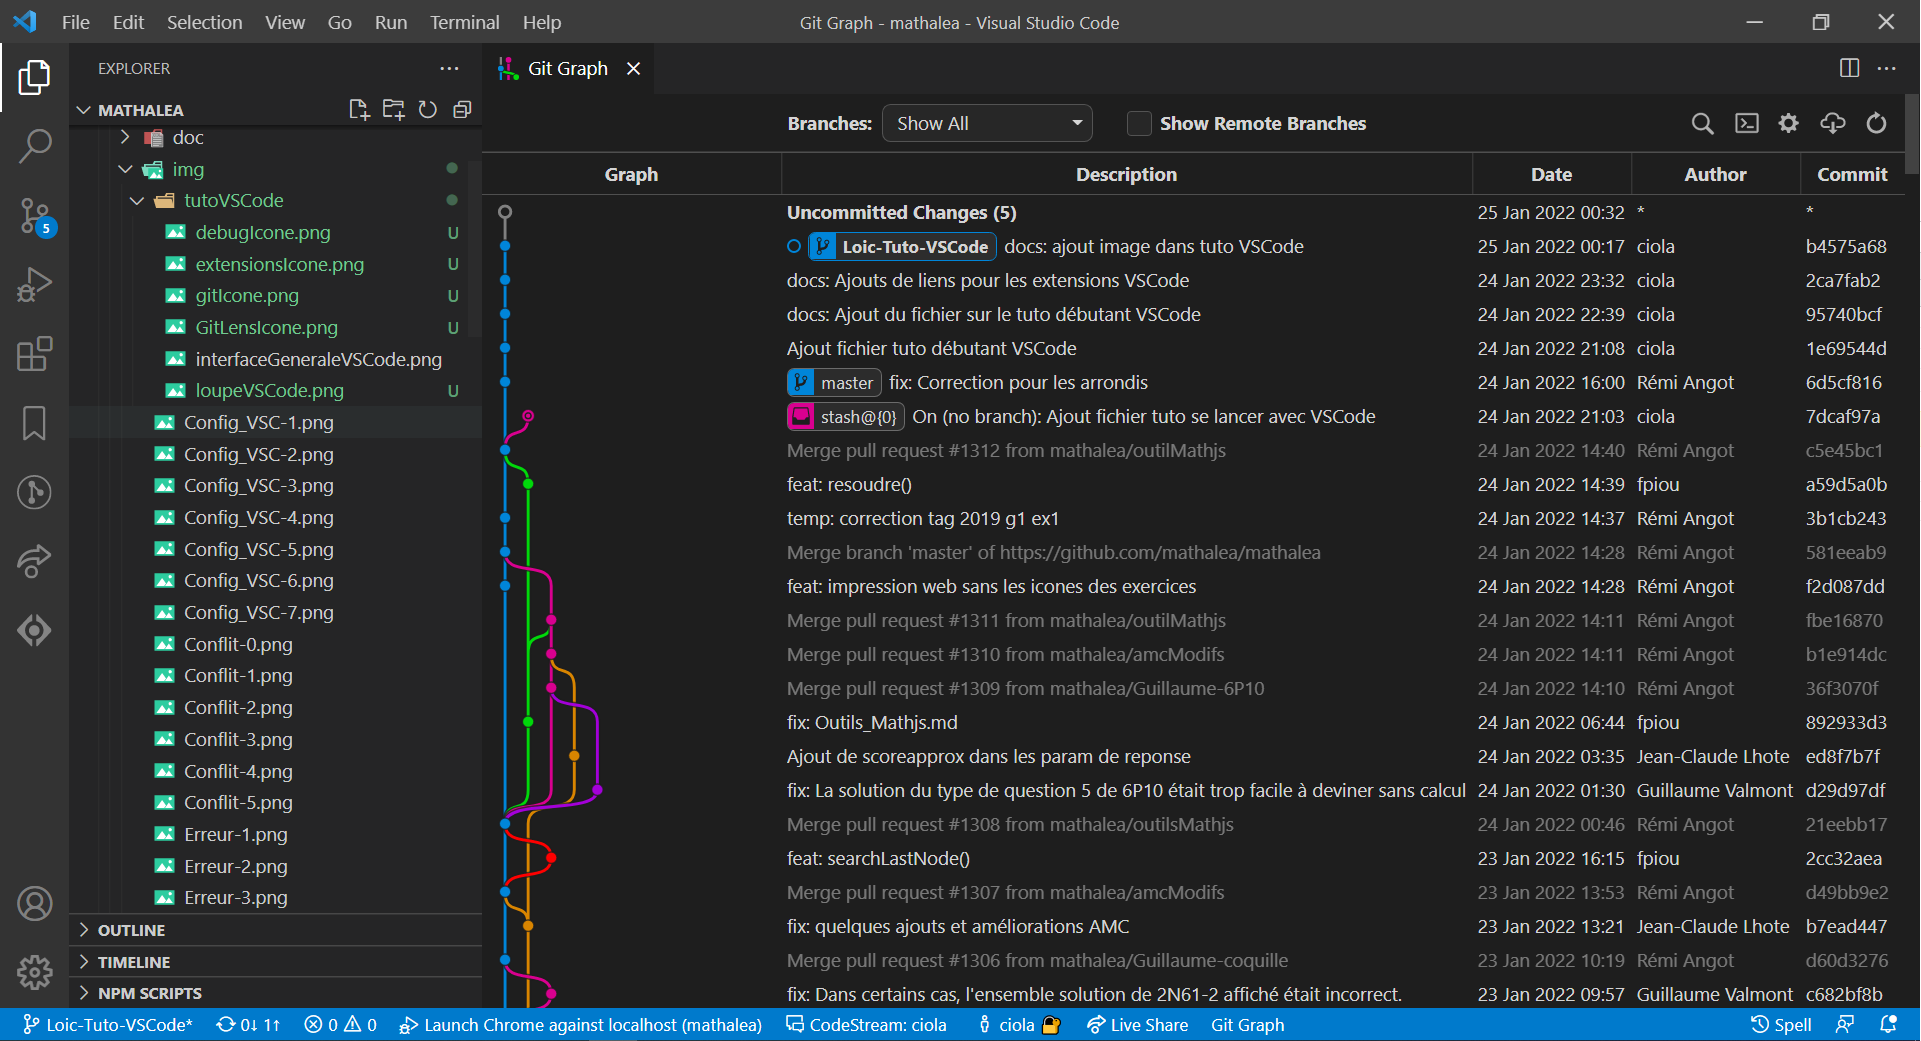 File Edit Selection View Go Run Terminal Help
Git Graph - mathalea - Visual Studio Code
EXPLORER
MATHALEA
doc
img
tutoVSCode
debugIcone.png U
extensionsIcone.png U
gitIcone.png U
GitLensIcone.png U
interfaceGeneraleVSCode.png
loupeVSCode.png U
Config_VSC-1.png
Config_VSC-2.png
Config_VSC-3.png
Config_VSC-4.png
Config_VSC-5.png
Config_VSC-6.png
Config_VSC-7.png
Conflit-0.png
Conflit-1.png
Conflit-2.png
Conflit-3.png
Conflit-4.png
Conflit-5.png
Erreur-1.png
Erreur-2.png
Erreur-3.png
OUTLINE
TIMELINE
NPM SCRIPTS
5
Git Graph
Branches: Show All Show Remote Branches
Graph Description Date Author Commit
Uncommitted Changes (5) 25 Jan 2022 00:32 * *
Loic-Tuto-VSCode docs: ajout image dans tuto VSCode 25 Jan 2022 00:17 ciola b4575a68
docs: Ajouts de liens pour les extensions VSCode 24 Jan 2022 23:32 ciola 2ca7fab2
docs: Ajout du fichier sur le tuto débutant VSCode 24 Jan 2022 22:39 ciola 95740bcf
Ajout fichier tuto débutant VSCode 24 Jan 2022 21:08 ciola 1e69544d
master fix: Correction pour les arrondis 24 Jan 2022 16:00 Rémi Angot 6d5cf816
stash@{0} On (no branch): Ajout fichier tuto se lancer avec VSCode 24 Jan 2022 21:03 ciola 7dcaf97a
Merge pull request #1312 from mathalea/outilMathjs 24 Jan 2022 14:40 Rémi Angot c5e45bc1
feat: resoudre() 24 Jan 2022 14:39 fpiou a59d5a0b
temp: correction tag 2019 g1 ex1 24 Jan 2022 14:37 Rémi Angot 3b1cb243
Merge branch 'master' of https://github.com/mathalea/mathalea 24 Jan 2022 14:28 Rémi Angot 581eeab9
feat: impression web sans les icones des exercices 24 Jan 2022 14:28 Rémi Angot f2d087dd
Merge pull request #1311 from mathalea/outilMathjs 24 Jan 2022 14:11 Rémi Angot fbe16870
Merge pull request #1310 from mathalea/amcModifs 24 Jan 2022 14:11 Rémi Angot b1e914dc
Merge pull request #1309 from mathalea/Guillaume-6P10 24 Jan 2022 14:10 Rémi Angot 36f3070f
fix: Outils_Mathjs.md 24 Jan 2022 06:44 fpiou 892933d3
Ajout de scoreapprox dans les param de reponse 24 Jan 2022 03:35 Jean-Claude Lhote ed8f7b7f
fix: La solution du type de question 5 de 6P10 était trop facile à deviner sans calcul 24 Jan 2022 01:30 Guillaume Valmont d29d97df
Merge pull request #1308 from mathalea/outilsMathjs 24 Jan 2022 00:46 Rémi Angot 21eebb17
feat: searchLastNode() 23 Jan 2022 16:15 fpiou 2cc32aea
Merge pull request #1307 from mathalea/amcModifs 23 Jan 2022 13:53 Rémi Angot d49bb9e2
fix: quelques ajouts et améliorations AMC 23 Jan 2022 13:21 Jean-Claude Lhote b7ead447
Merge pull request #1306 from mathalea/Guillaume-coquille 23 Jan 2022 10:19 Rémi Angot d60d3276
fix: Dans certains cas, l'ensemble solution de 2N61-2 affiché était incorrect. 23 Jan 2022 09:57 Guillaume Valmont c682bf8b
Loic-Tuto-VSCode* 0↓ 1↑ 0 0 Launch Chrome against localhost (mathalea) CodeStream: ciola ciola Live Share Git Graph Spell